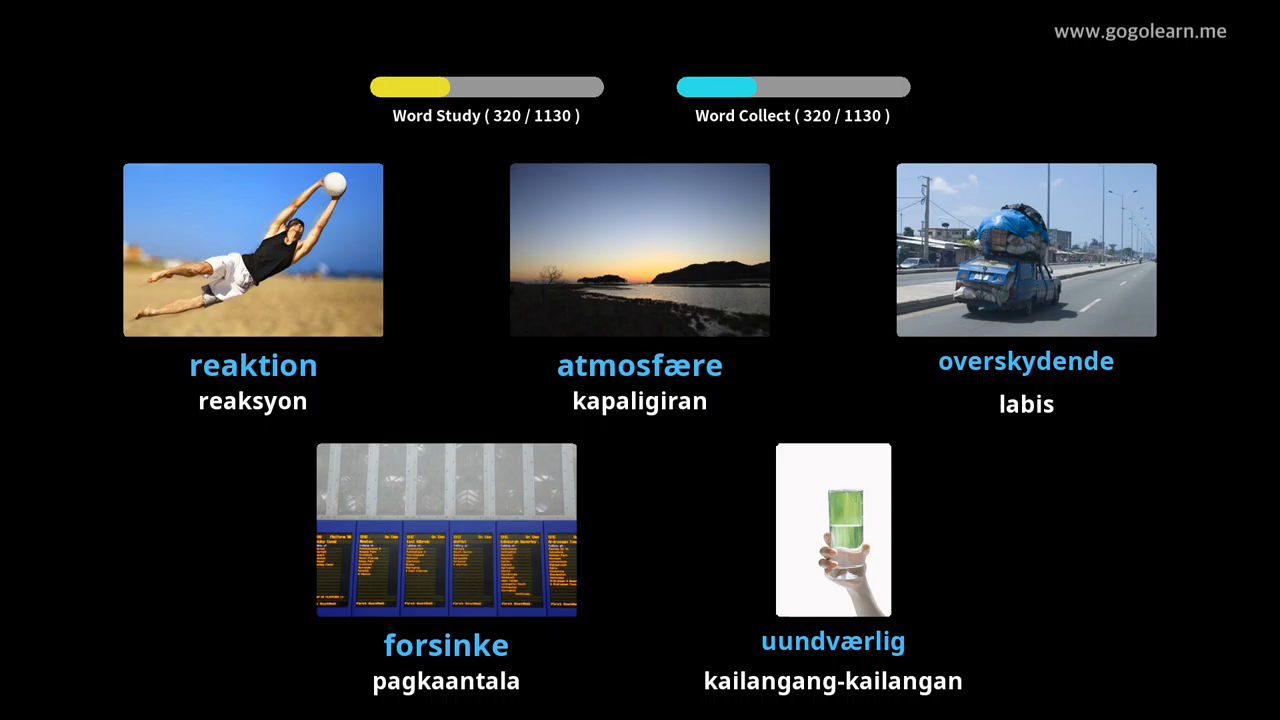 www.gogolearn.me
Word Study ( 320 / 1130 )
Word Collect ( 320 / 1130 )
reaktion
reaksyon
atmosfære
kapaligiran
overskydende
labis
forsinke
pagkaantala
uundværlig
kailangang-kailangan